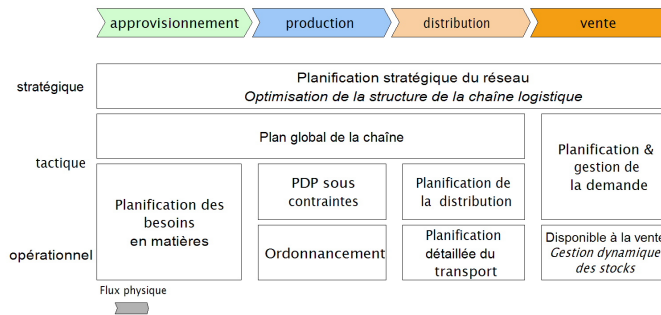 approvisionnement
production
distribution
vente
stratégique
Planification stratégique du réseau
Optimisation de la structure de la chaîne logistique
tactique
Plan global de la chaîne
Planification &
gestion de
la demande
Planification des
besoins
en matières
PDP sous
contraintes
Planification de
la distribution
opérationnel
Ordonnancement
Planification
détaillée du
transport
Disponible à la vente
Gestion dynamique
des stocks
Flux physique